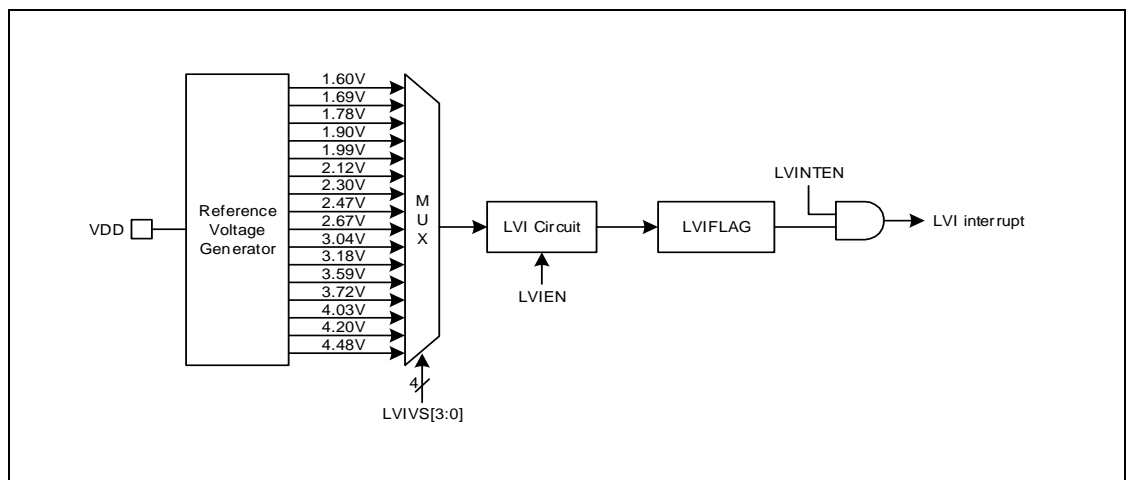 VDD
Reference
Voltage
Generator
1.60V
1.69V
1.78V
1.90V
1.99V
2.12V
2.30V
2.47V
2.67V
3.04V
3.18V
3.59V
3.72V
4.03V
4.20V
4.48V
M
U
X
4
LVIVS[3:0]
LVI Circuit
LVIEN
LVIFLAG
LVINTEN
LVI interrupt